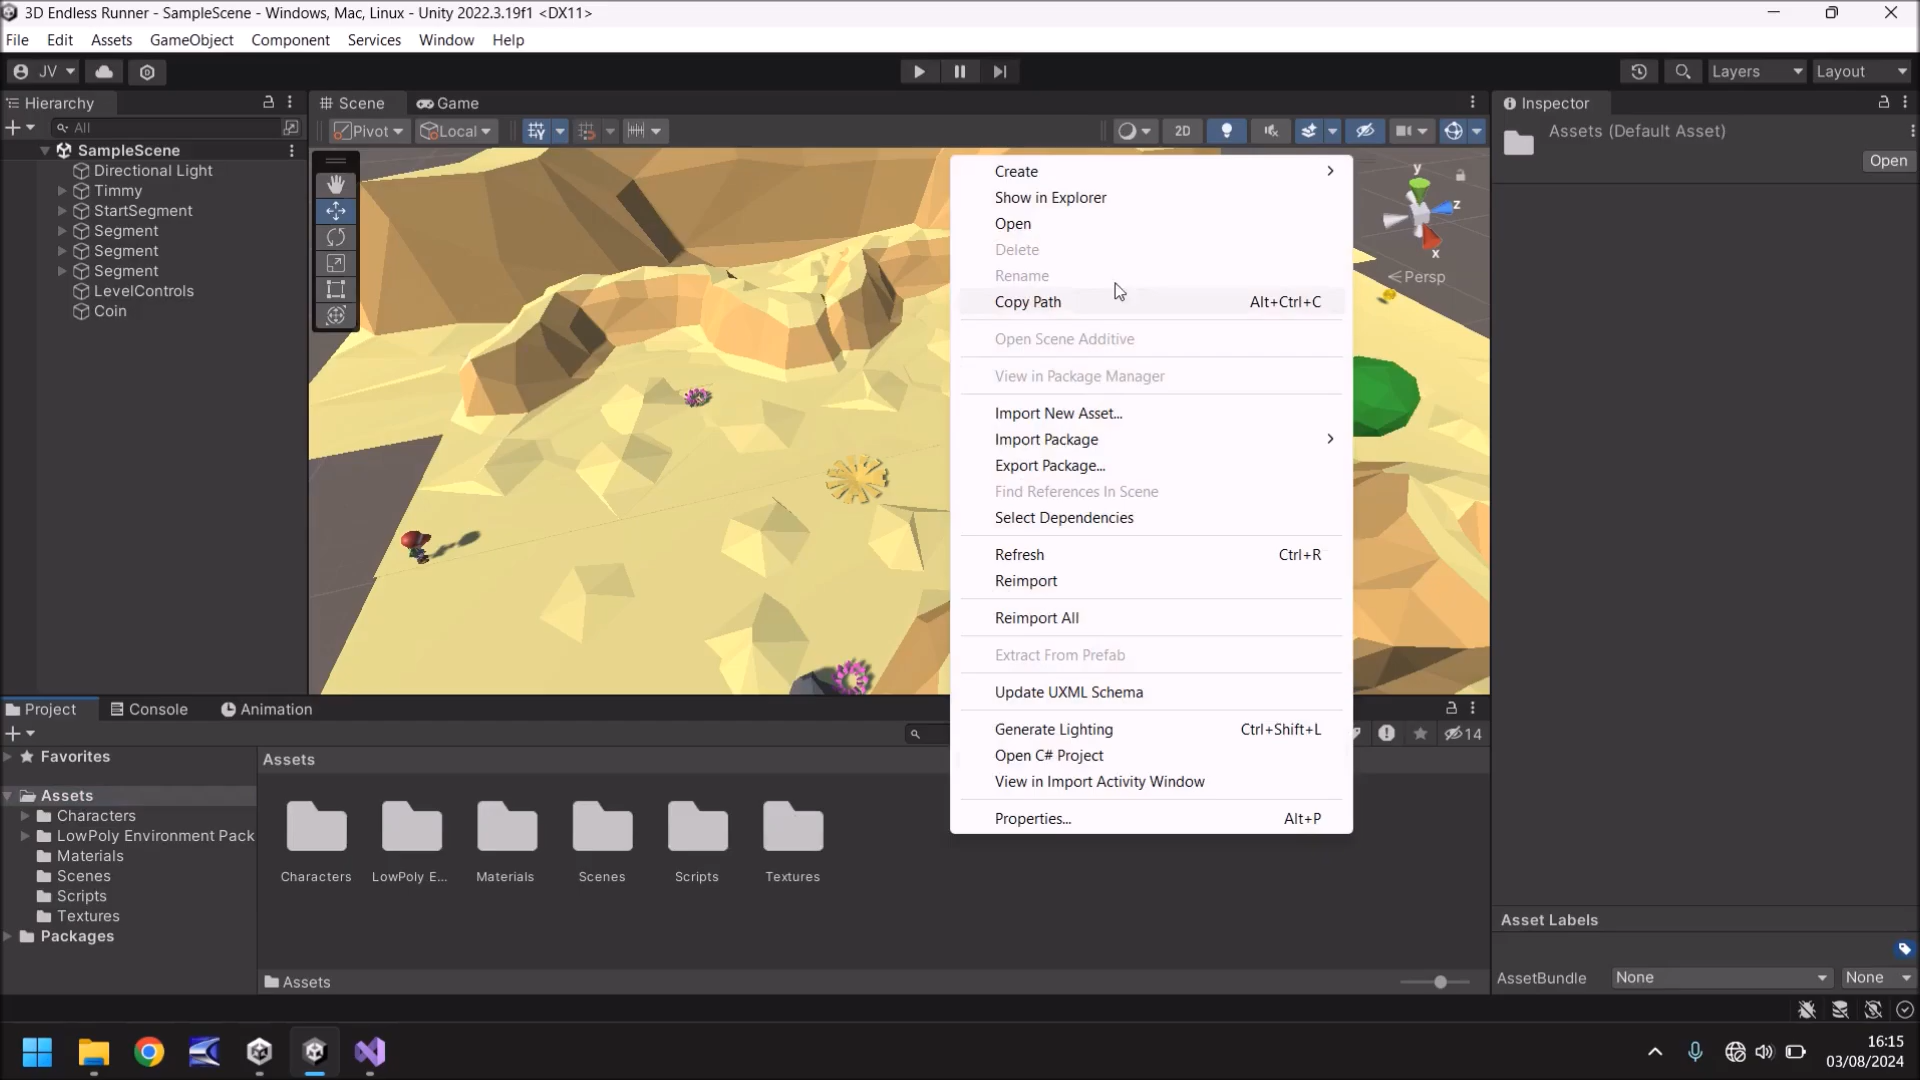 3D Endless Runner - SampleScene - Windows, Mac, Linux - Unity 2022.3.19f1 <DX11>
File Edit Assets GameObject Component Services Window Help
JV Layers Layout
Hierarchy Scene Game Inspector
All Pivot Local 2D Assets (Default Asset)
Open
SampleScene
Directional Light
Timmy
StartSegment
Segment
Segment
Segment
LevelControls
Coin
y
z
x
Persp
Create
Show in Explorer
Open
Delete
Rename
Copy Path Alt+Ctrl+C
Open Scene Additive
View in Package Manager
Import New Asset...
Import Package
Export Package...
Find References In Scene
Select Dependencies
Refresh Ctrl+R
Reimport
Reimport All
Extract From Prefab
Update UXML Schema
Generate Lighting Ctrl+Shift+L
Open C# Project
View in Import Activity Window
Properties... Alt+P
Project Console Animation
14
Favorites
Assets
Characters
LowPoly Environment Pack
Materials
Scenes
Scripts
Textures
Packages
Assets
Characters LowPoly E... Materials Scenes Scripts Textures
Assets
Asset Labels
AssetBundle None None
16:15
03/08/2024